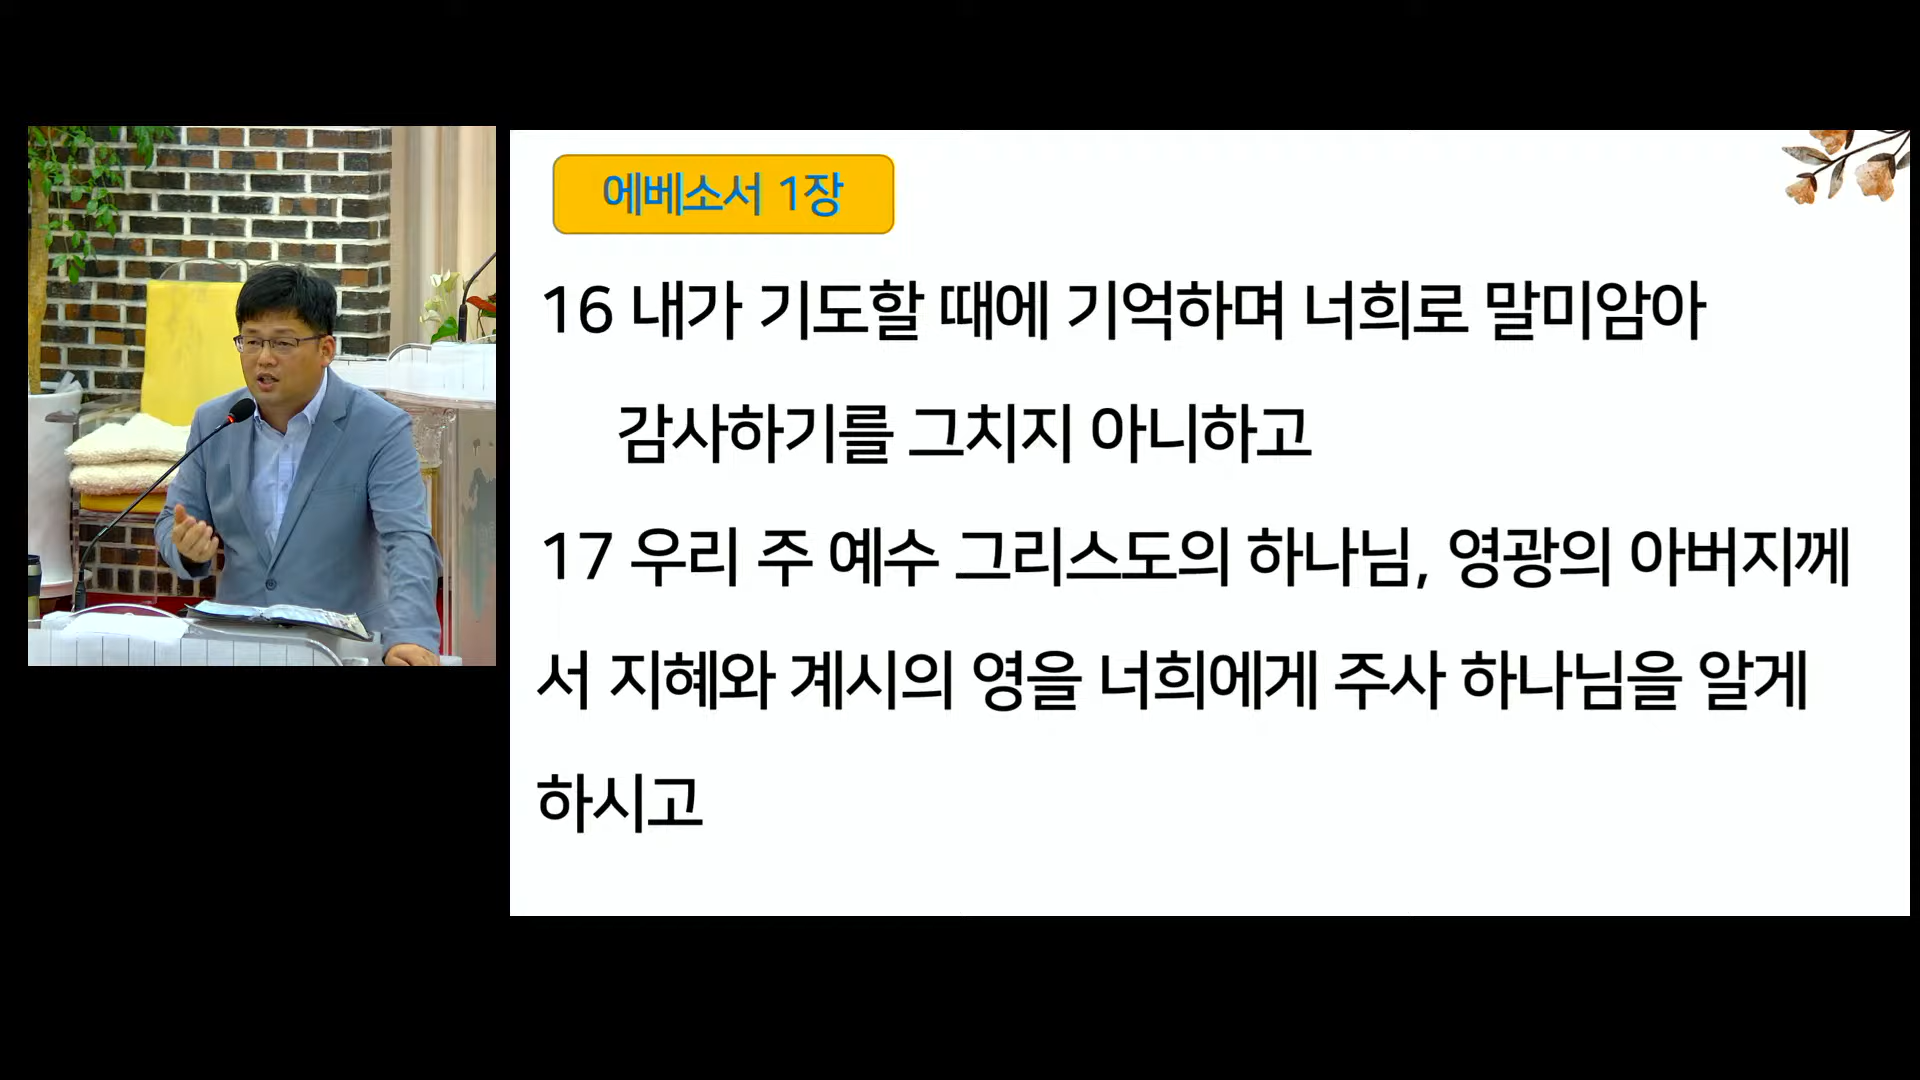 에베소서 1장
16 내가 기도할 때에 기억하며 너희로 말미암아
감사하기를 그치지 아니하고
17 우리 주 예수 그리스도의 하나님, 영광의 아버지께
서 지혜와 계시의 영을 너희에게 주사 하나님을 알게
하시고